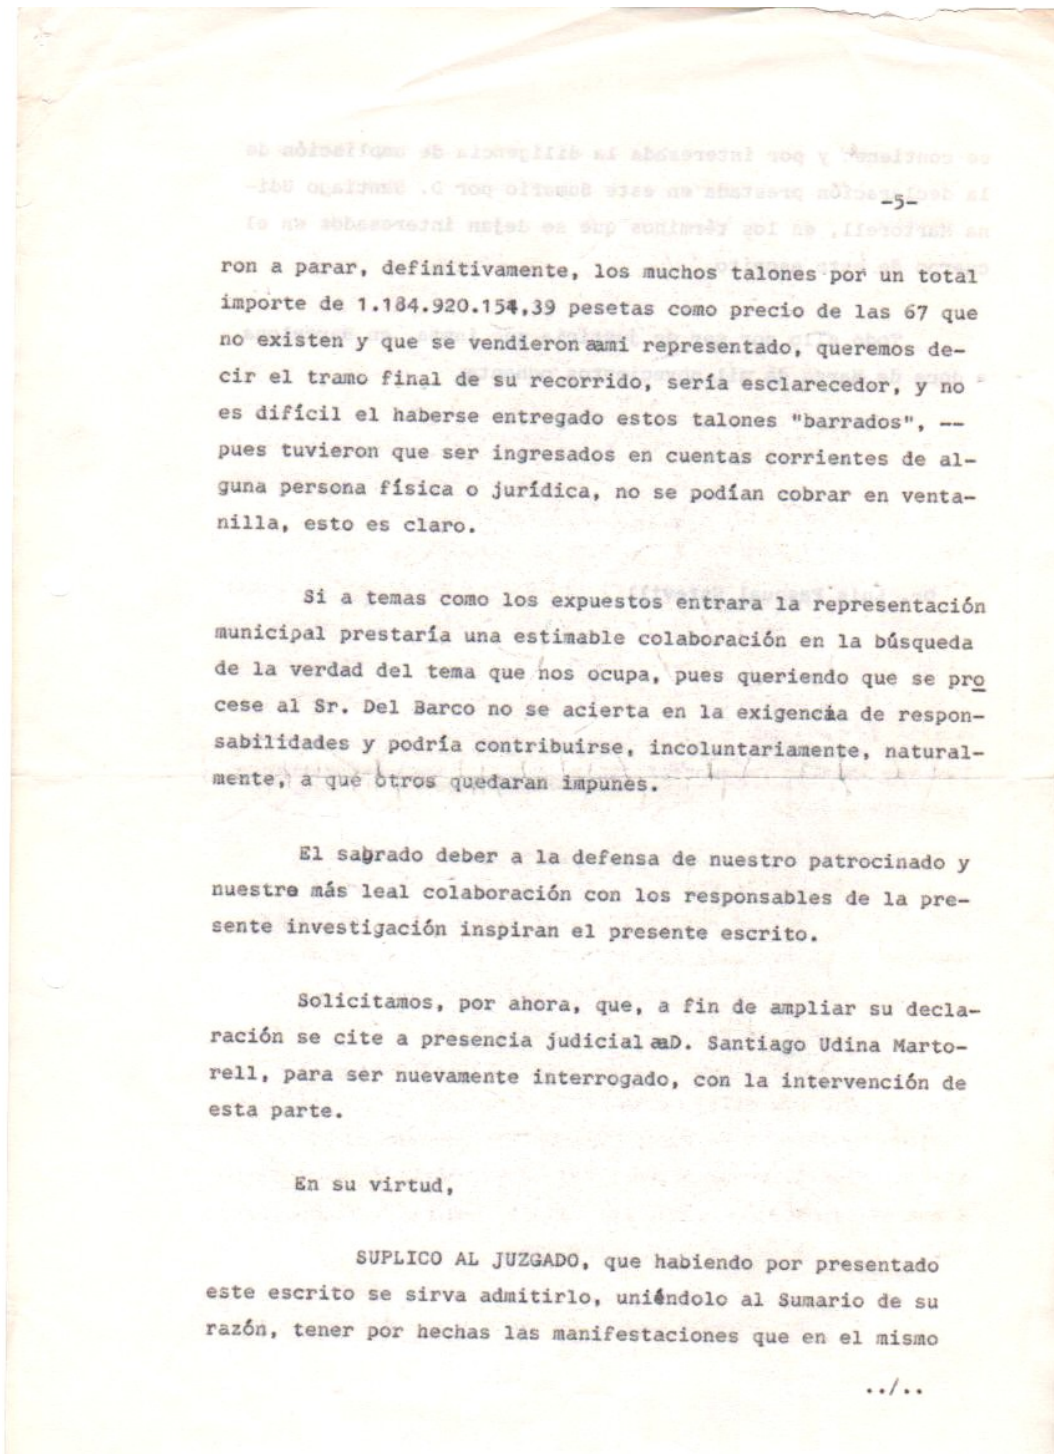 -5-
ron a parar, definitivamente, los muchos talones por un total
importe de 1.184.920.154,39 pesetas como precio de las 67 que
no existen y que se vendieron aami representado, queremos de-
cir el tramo final de su recorrido, sería esclarecedor, y no
es difícil el haberse entregado estos talones "barrados", --
pues tuvieron que ser ingresados en cuentas corrientes de al-
guna persona física o jurídica, no se podían cobrar en venta-
nilla, esto es claro.
Si a temas como los expuestos entrara la representación
municipal prestaría una estimable colaboración en la búsqueda
de la verdad del tema que nos ocupa, pues queriendo que se pro
cese al Sr. Del Barco no se acierta en la exigencia de respon-
sabilidades y podría contribuirse, incoluntariamente, natural-
mente, a que otros quedaran impunes.
El sagrado deber a la defensa de nuestro patrocinado y
nuestro más leal colaboración con los responsables de la pre-
sente investigación inspiran el presente escrito.
Solicitamos, por ahora, que, a fin de ampliar su decla-
ración se cite a presencia judicial aaD. Santiago Udina Marto-
rell, para ser nuevamente interrogado, con la intervención de
esta parte.
En su virtud,
SUPLICO AL JUZGADO, que habiendo por presentado
este escrito se sirva admitirlo, uniéndolo al Sumario de su
razón, tener por hechas las manifestaciones que en el mismo
../..